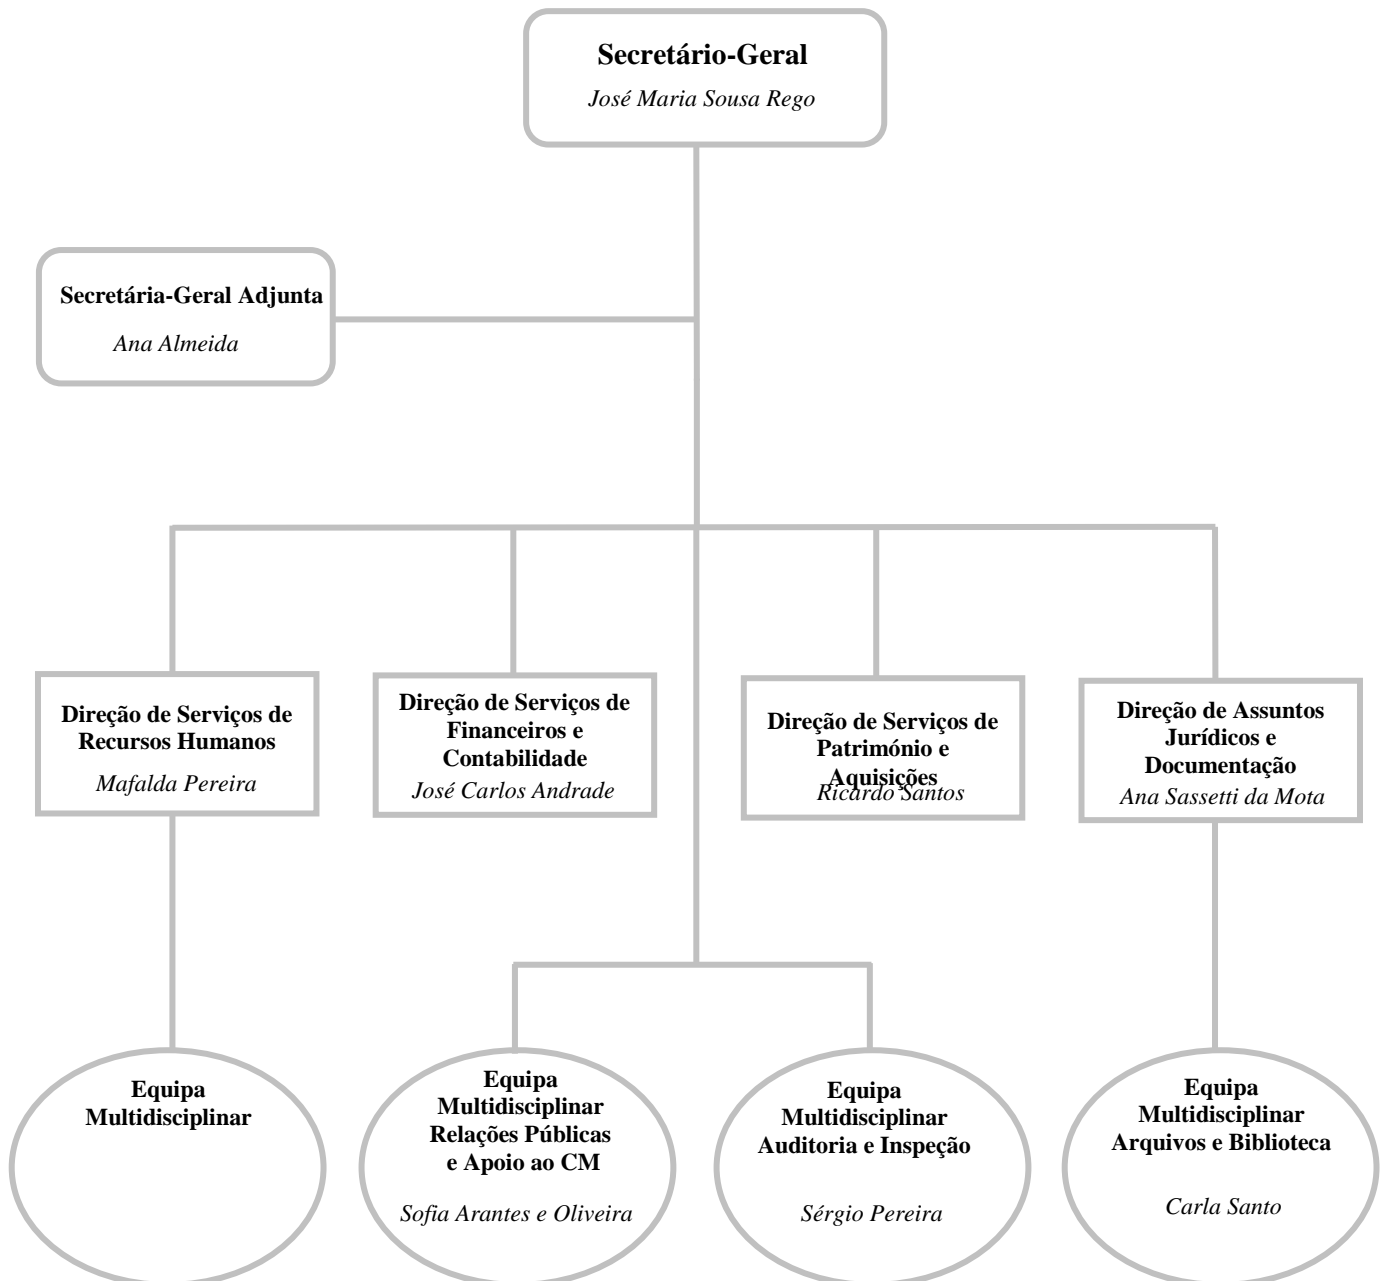 Secretário-Geral
José Maria Sousa Rego
Secretária-Geral Adjunta
Ana Almeida
Direção de Serviços de
Recursos Humanos
Mafalda Pereira
Direção de Serviços de
Financeiros e
Contabilidade
José Carlos Andrade
Direção de Serviços de
Património e
Aquisições
Ricardo Santos
Direção de Assuntos
Jurídicos e
Documentação
Ana Sassetti da Mota
Equipa
Multidisciplinar
Equipa
Multidisciplinar
Relações Públicas
e Apoio ao CM
Sofia Arantes e Oliveira
Equipa
Multidisciplinar
Auditoria e Inspeção
Sérgio Pereira
Equipa
Multidisciplinar
Arquivos e Biblioteca
Carla Santo